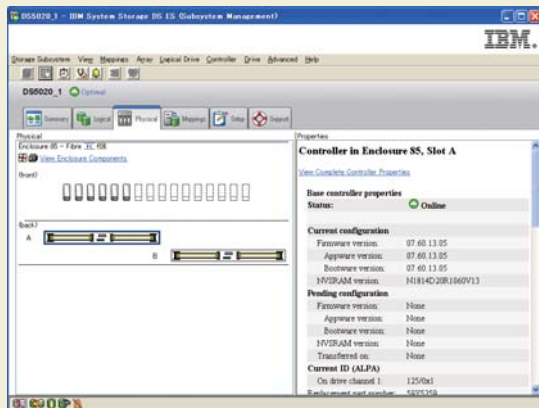 DS5020_1 - IBM System Storage DS ES (Subsystem Management)
IBM.
Storage Subsystem View Mappings Array Logical Drive Controller Drive Advanced Help
DS5020_1 Optimal
Summary Logical Physical Mappings Setup Support
Physical
Enclosure 85 - Fibre FC
View Enclosure Components
(front)
(back)
A
B
Properties
Controller in Enclosure 85, Slot A
View Complete Controller Properties
Base controller properties
Status: Online
Current configuration
Firmware version: 07.60.13.05
Appware version: 07.60.13.05
Bootware version: 07.60.13.05
NVSRAM version: N1814D20R1060V13
Pending configuration
Firmware version: None
Appware version: None
Bootware version: None
NVSRAM version: None
Transferred on: None
Current ID (ALPA)
On drive channel 1: 125/0x1
Replacement part number: